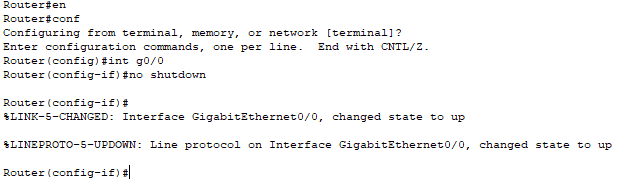 Router#en
Router#conf
Configuring from terminal, memory, or network [terminal]?
Enter configuration commands, one per line.  End with CNTL/Z.
Router(config)#int g0/0
Router(config-if)#no shutdown
Router(config-if)#
%LINK-5-CHANGED: Interface GigabitEthernet0/0, changed state to up
%LINEPROTO-5-UPDOWN: Line protocol on Interface GigabitEthernet0/0, changed state to up
Router(config-if)#